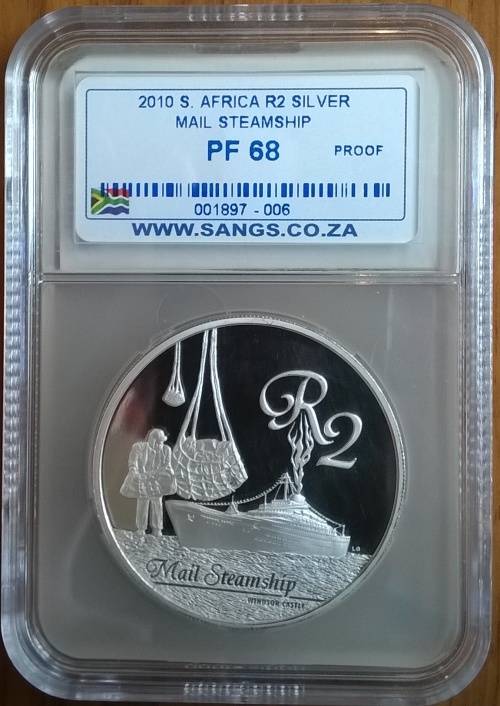 2010 S. AFRICA R2 SILVER
MAIL STEAMSHIP
PF 68 PROOF
001897 - 006
WWW.SANGS.CO.ZA
R2
LG
Mail Steamship
WINDSOR CASTLE